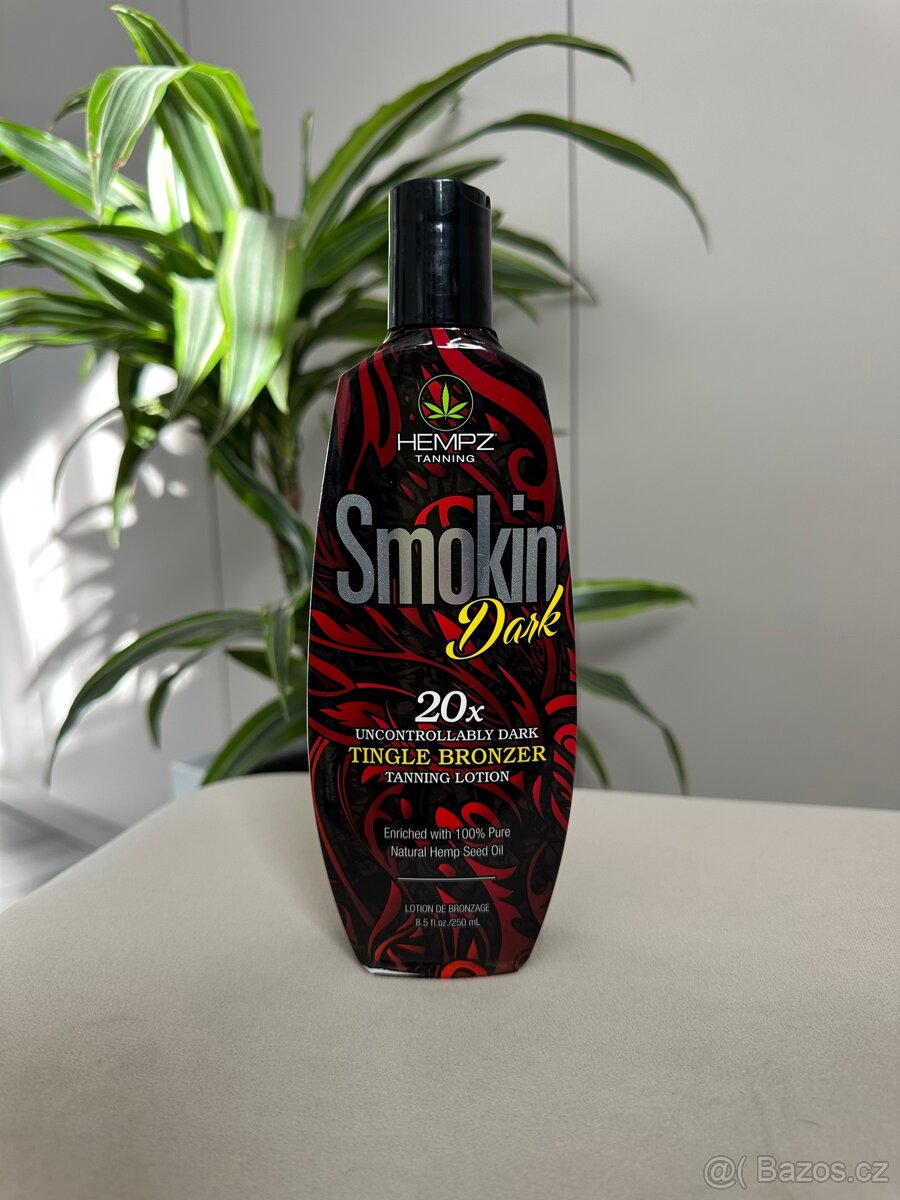 HEMPZ
TANNING
Smokin™
Dark
20x
UNCONTROLLABLY DARK
TINGLE BRONZER
TANNING LOTION
Enriched with 100% Pure
Natural Hemp Seed Oil
LOTION DE BRONZAGE
8.5 fl.oz./250 mL
@( Bazos.cz